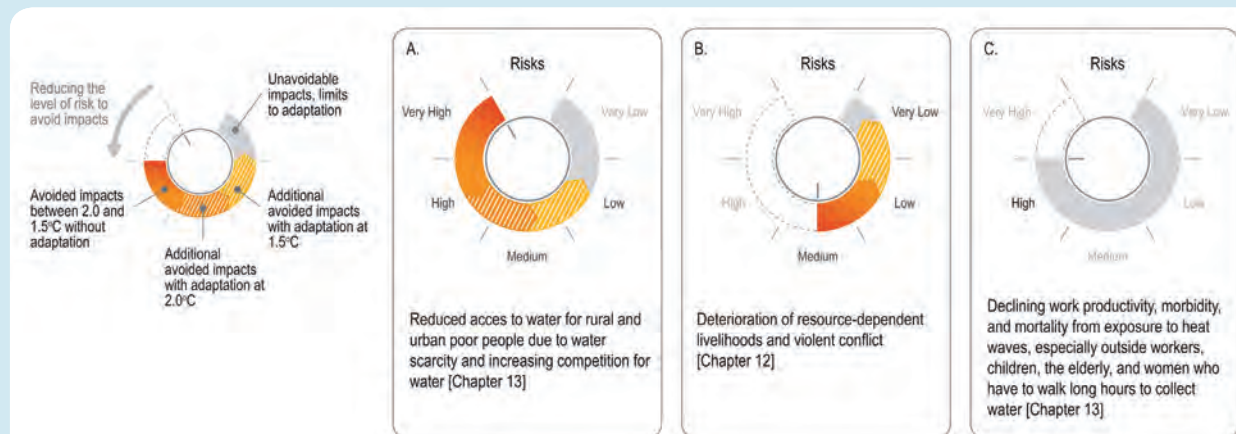 Reducing the
level of risk to
avoid impacts
Unavoidable
impacts, limits
to adaptation
Avoided impacts
between 2.0 and
1.5°C without
adaptation
Additional
avoided impacts
with adaptation at
2.0°C
Additional
avoided impacts
with adaptation at
1.5°C
A.
Risks
Very High
Very Low
High
Low
Medium
Reduced acces to water for rural and
urban poor people due to water
scarcity and increasing competition for
water [Chapter 13]
B.
Risks
Very High
Very Low
High
Low
Medium
Deterioration of resource-dependent
livelihoods and violent conflict
[Chapter 12]
C.
Risks
Very High
Very Low
High
Low
Medium
Declining work productivity, morbidity,
and mortality from exposure to heat
waves, especially outside workers,
children, the elderly, and women who
have to walk long hours to collect
water [Chapter 13]